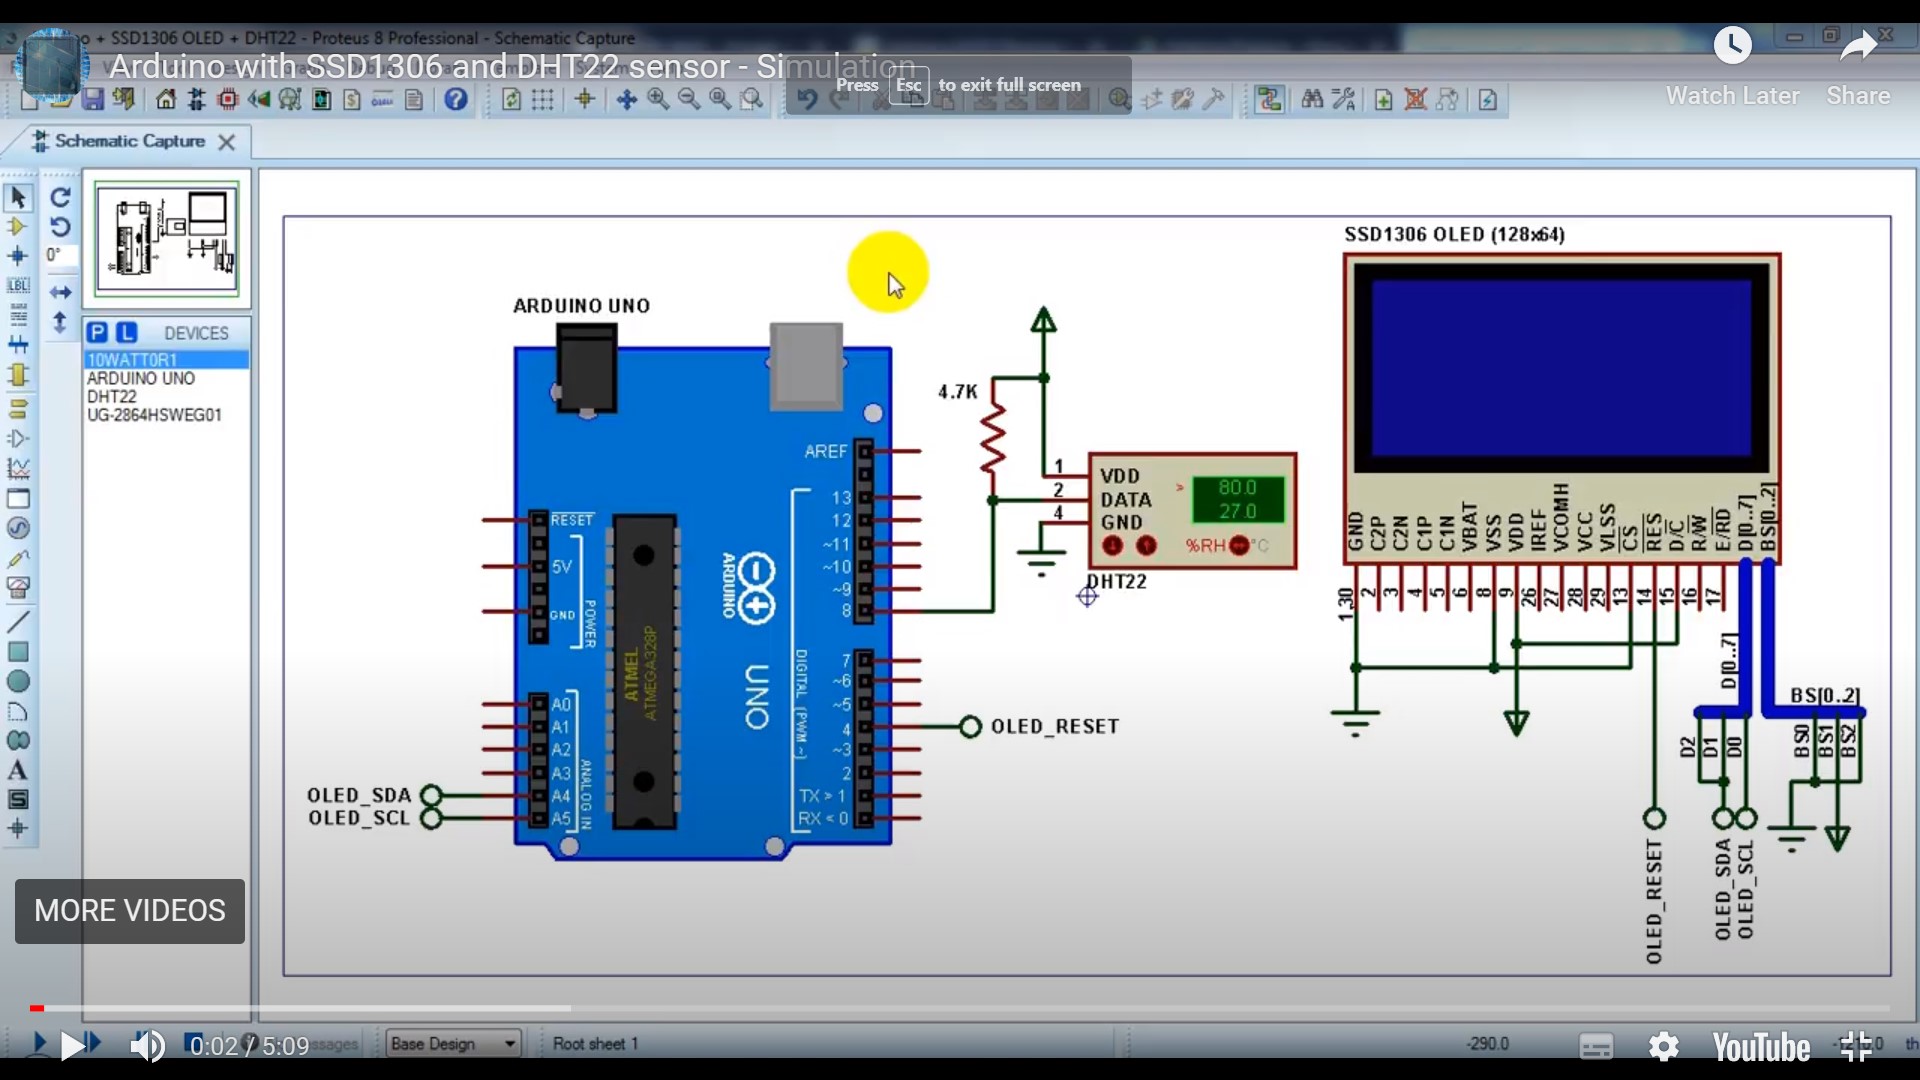 + SSD1306 OLED + DHT22 - Proteus 8 Professional - Schematic Capture
Arduino with SSD1306 and DHT22 sensor - Simulation
Press Esc to exit full screen
Watch Later
Share
Schematic Capture
0°
LBL
P L DEVICES
10WATT0R1
ARDUINO UNO
DHT22
UG-2864HSWEG01
A
S
ARDUINO UNO
AREF
13
12
~11
~10
~9
8
7
~6
~5
4
~3
2
TX > 1
RX < 0
RESET
5V
GND
POWER
A0
A1
A2
A3
A4
A5
ANALOG IN
ATMEL
ATMEGA328P
ARDUINO
UNO
DIGITAL (PWM ~)
OLED_SDA
OLED_SCL
OLED_RESET
4.7K
1
2
4
VDD
DATA
GND
>
80.0
27.0
%RH
°C
DHT22
SSD1306 OLED (128x64)
GND
C2P
C2N
C1P
C1N
VBAT
VSS
VDD
IREF
VCOMH
VCC
VLSS
CS
RES
D/C
R/W
E/RD
D[0..7]
BS[0..2]
1,30
2
3
4
5
6
8
9
26
27
28
29
13
14
15
16
17
D[0..7]
BS[0..2]
D2
D1
D0
BS0
BS1
BS2
OLED_RESET
OLED_SDA
OLED_SCL
MORE VIDEOS
0:02 / 5:09
Base Design
Root sheet 1
-290.0
YouTube
th